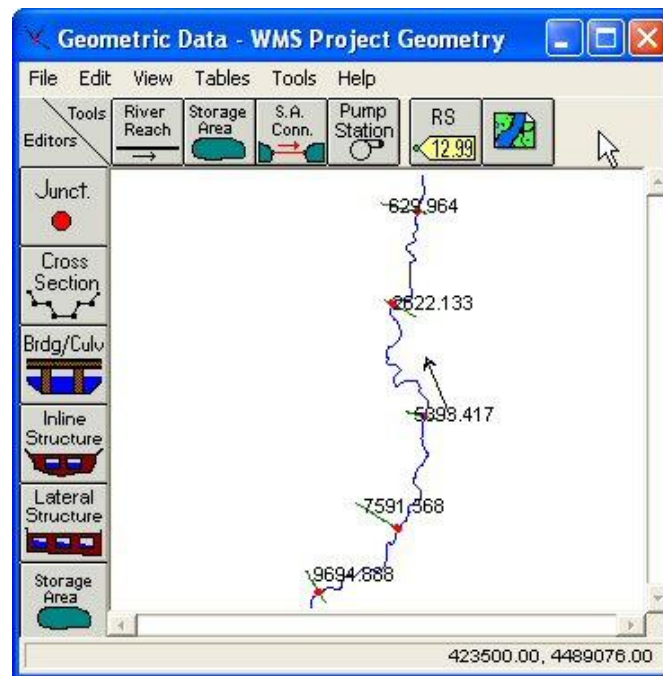 Geometric Data - WMS Project Geometry
File Edit View Tables Tools Help
Tools
Editors
River
Reach
Storage
Area
S.A.
Conn.
Pump
Station
RS
12.99
Junct.
Cross
Section
Brdg/Culv
Inline
Structure
Lateral
Structure
Storage
Area
629.964
2622.133
5393.417
7591.368
9694.888
423500.00, 4489076.00